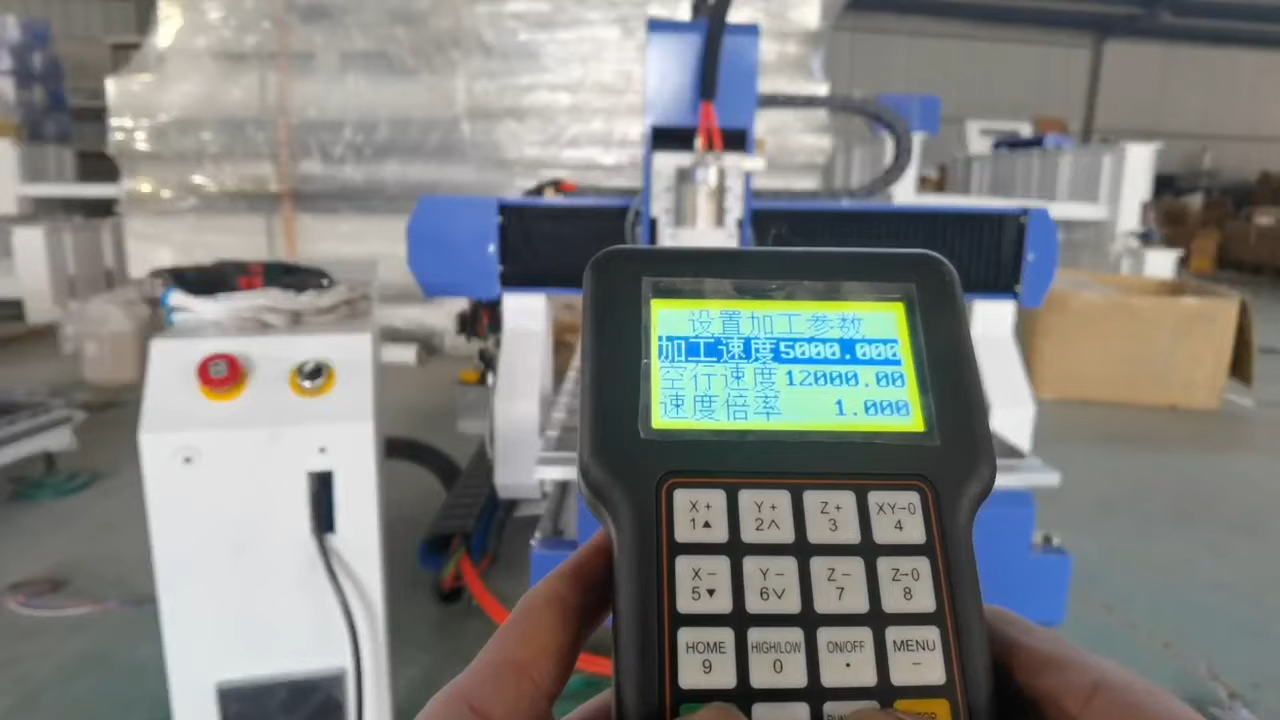 设置加工参数
加工速度5000.000
空行速度12000.00
速度倍率 1.000
X+ Y+ Z+ XY-0
1▲ 2∧ 3 4
X- Y- Z- Z-0
5▼ 6∨ 7 8
HOME HIGH/LOW ON/OFF MENU
9 0 • -